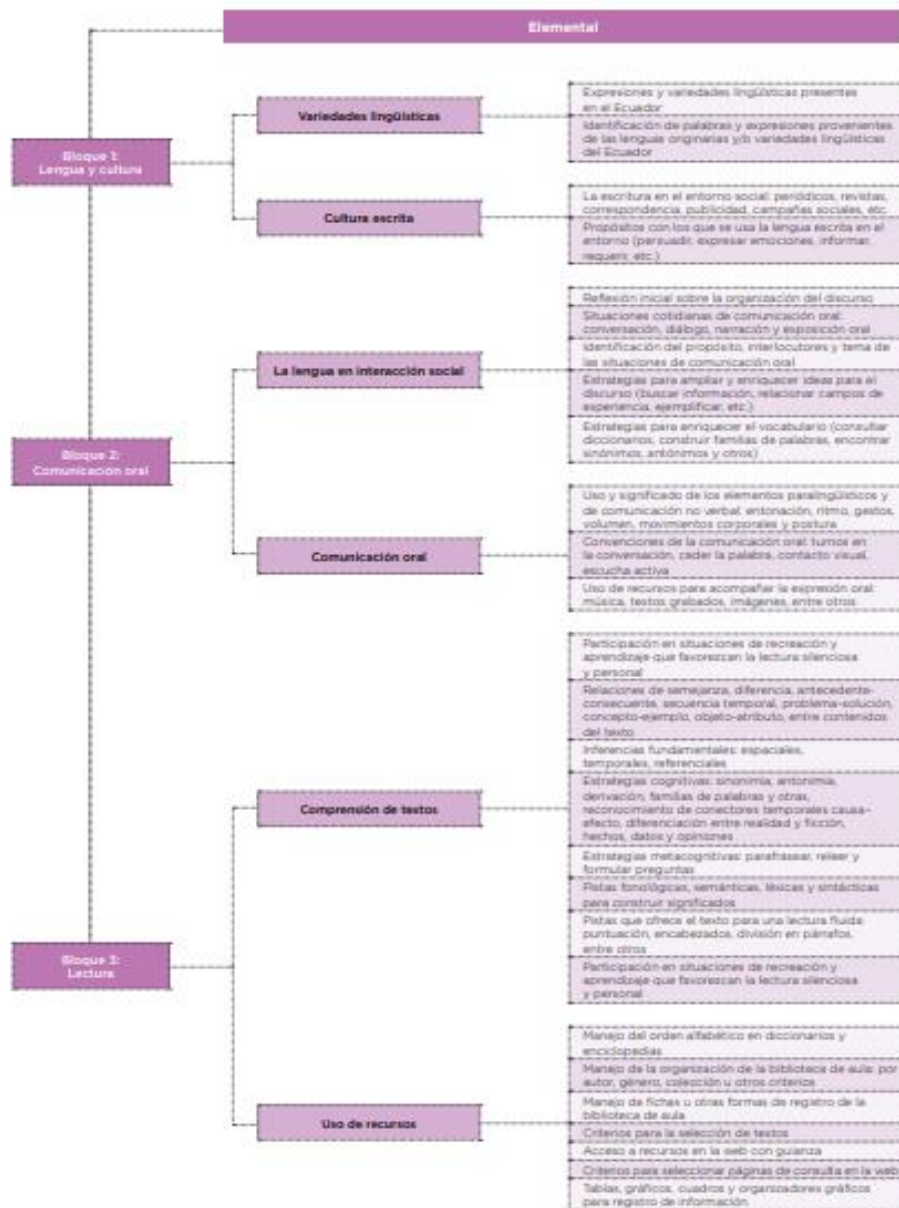 Elemental
Bloque 1:
Lengua y cultura
Variedades lingüísticas
Expresiones y variedades lingüísticas presentes
en el Ecuador
Identificación de palabras y expresiones provenientes
de las lenguas originarias y/o variedades lingüísticas
del Ecuador
Cultura escrita
La escritura en el entorno social: periódicos, revistas,
correspondencia, publicidad, campañas sociales, etc.
Propósitos con los que se usa la lengua escrita en el
entorno (persuadir, expresar emociones, informar,
requerir, etc.)
Bloque 2:
Comunicación oral
La lengua en interacción social
Reflexión inicial sobre la organización del discurso
Situaciones cotidianas de comunicación oral:
conversación, diálogo, narración y exposición oral
Identificación del propósito, interlocutores y tema de
las situaciones de comunicación oral
Estrategias para ampliar y enriquecer ideas para el
discurso (buscar información, relacionar campos de
experiencia, ejemplificar, etc.)
Estrategias para enriquecer el vocabulario (consultar
diccionarios, construir familias de palabras, encontrar
sinónimos, antónimos y otros)
Comunicación oral
Uso y significado de los elementos paralingüísticos y
de comunicación no verbal: entonación, ritmo, gestos,
volumen, movimientos corporales y postura
Convenciones de la comunicación oral: turnos en
la conversación, ceder la palabra, contacto visual,
escucha activa
Uso de recursos para acompañar la expresión oral:
música, textos grabados, imágenes, entre otros
Bloque 3:
Lectura
Comprensión de textos
Participación en situaciones de recreación y
aprendizaje que favorezcan la lectura silenciosa
y personal
Relaciones de semejanza, diferencia, antecedente-
consecuente, secuencia temporal, problema-solución,
concepto-ejemplo, objeto-atributo, entre contenidos
del texto
Inferencias fundamentales: espaciales,
temporales, referenciales
Estrategias cognitivas: sinonimia, antonimia,
derivación, familias de palabras y otras,
reconocimiento de conectores temporales causa-
efecto, diferenciación entre realidad y ficción,
hechos, datos y opiniones
Estrategias metacognitivas: parafrasear, releer y
formular preguntas
Pistas fonológicas, semánticas, léxicas y sintácticas
para construir significados
Pistas que ofrece el texto para una lectura fluida:
puntuación, encabezados, división en párrafos,
entre otros
Participación en situaciones de recreación y
aprendizaje que favorezcan la lectura silenciosa
y personal
Uso de recursos
Manejo del orden alfabético en diccionarios y
enciclopedias
Manejo de la organización de la biblioteca de aula: por
autor, género, colección u otros criterios
Manejo de fichas u otras formas de registro de la
biblioteca de aula
Criterios para la selección de textos
Acceso a recursos en la web con guianza
Criterios para seleccionar páginas de consulta en la web
Tablas, gráficos, cuadros y organizadores gráficos
para registro de información